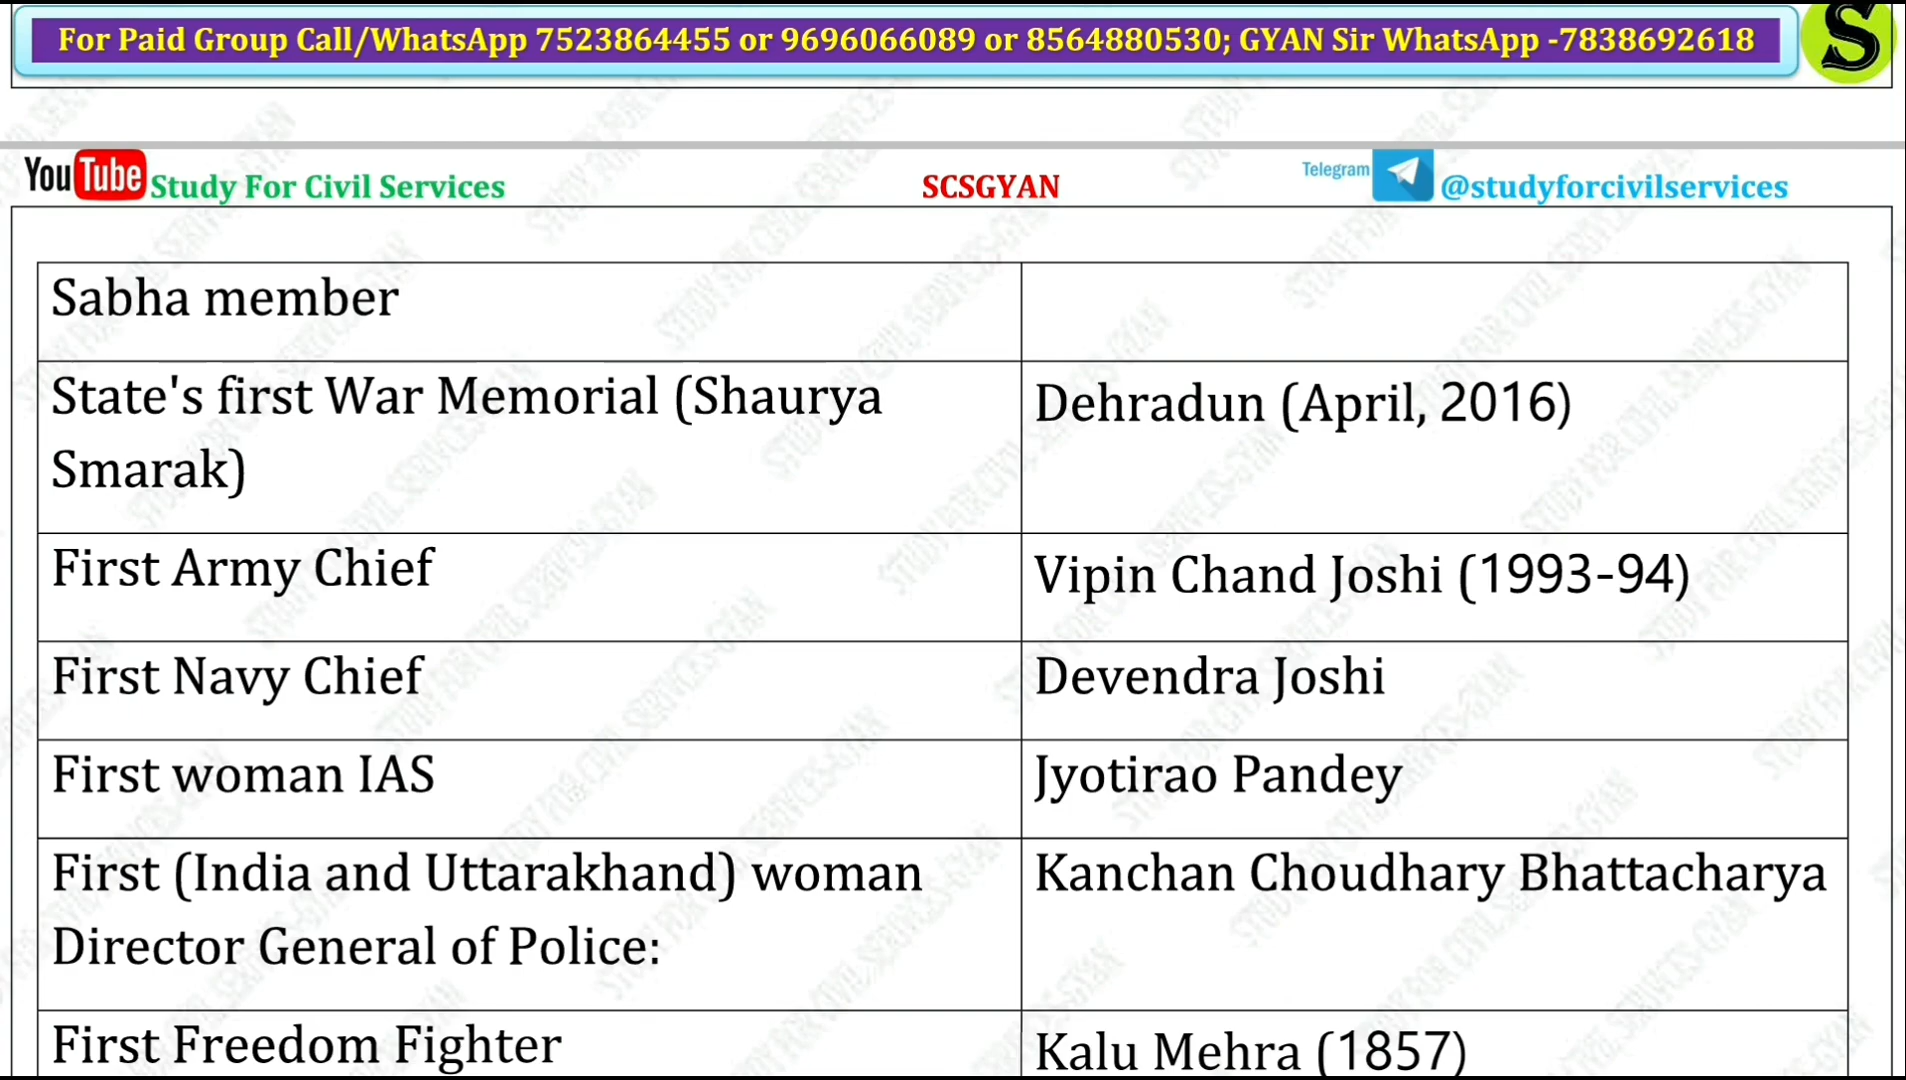 For Paid Group Call/WhatsApp 7523864455 or 9696066089 or 8564880530; GYAN Sir WhatsApp -7838692618
S
YouTube Study For Civil Services
SCSGYAN
Telegram @studyforcivilservices
Sabha member
State's first War Memorial (Shaurya
Smarak)
Dehradun (April, 2016)
First Army Chief
Vipin Chand Joshi (1993-94)
First Navy Chief
Devendra Joshi
First woman IAS
Jyotirao Pandey
First (India and Uttarakhand) woman
Director General of Police:
Kanchan Choudhary Bhattacharya
First Freedom Fighter
Kalu Mehra (1857)